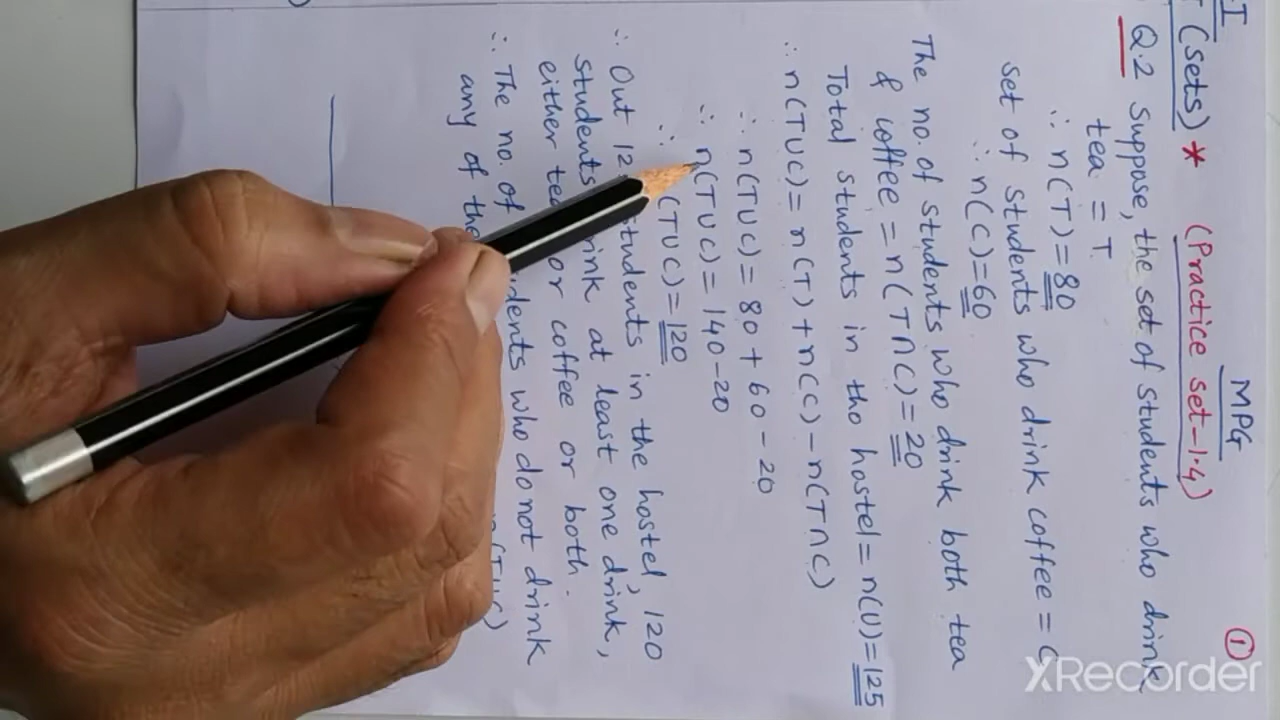 MPG
①
I
(sets) * (Practice set-1.4)
Q.2 Suppose, the set of students who drink
tea = T
∴ n(T) = 80
set of students who drink coffee = C
∴ n(C) = 60
The no. of students who drink both tea
& coffee = n(T∩C) = 20
Total students in the hostel = n(U) = 125
∴ n(T∪C) = n(T) + n(C) - n(T∩C)
∴ n(T∪C) = 80 + 60 - 20
∴ n(T∪C) = 140 - 20
∴ (T∪C) = 120
∴ Out students in the hostel, 120
students drink at least one drink,
either tea or coffee or both.
∴ The no. of students who do not drink
any of the n(T∪C)
XRecorder